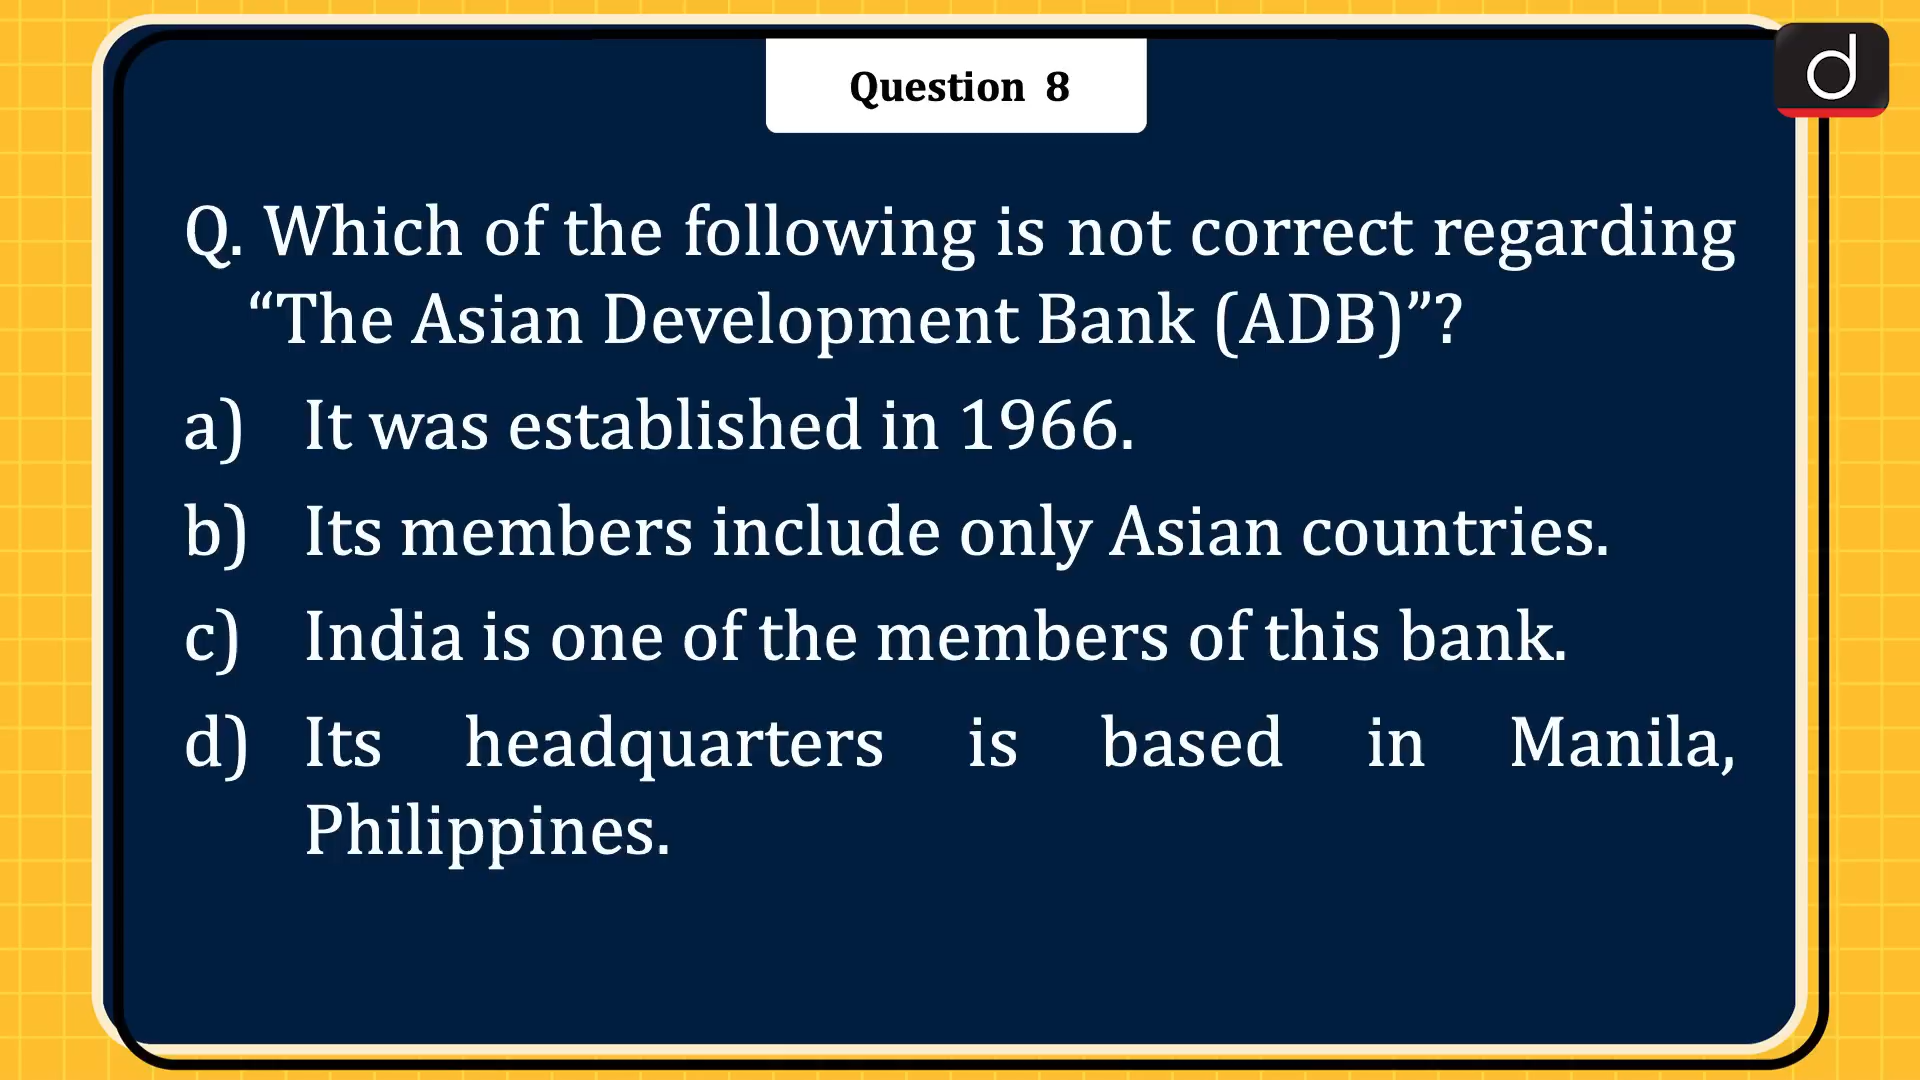 Question 8
Q. Which of the following is not correct regarding
“The Asian Development Bank (ADB)”?
a) It was established in 1966.
b) Its members include only Asian countries.
c) India is one of the members of this bank.
d) Its headquarters is based in Manila,
Philippines.
d